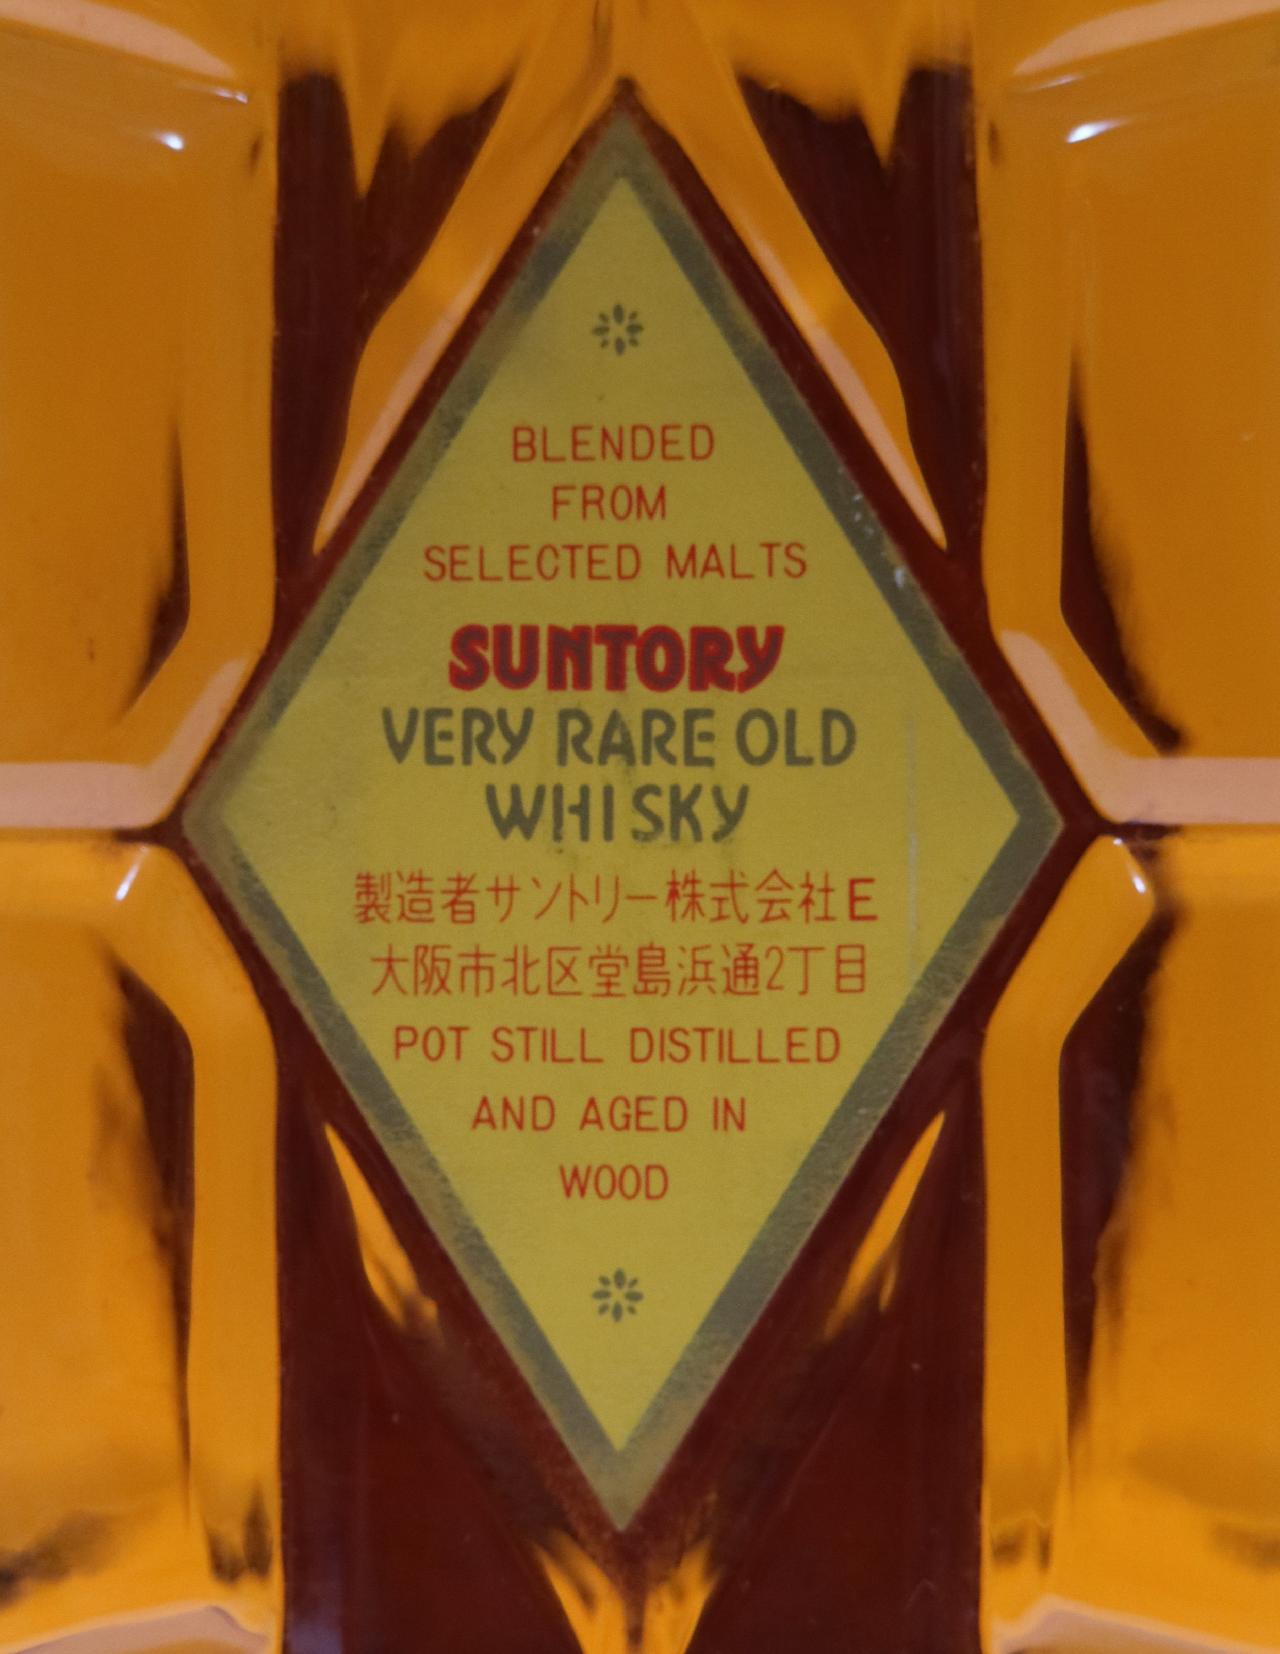 BLENDED
FROM
SELECTED MALTS
SUNTORY
VERY RARE OLD
WHISKY
製造者サントリー株式会社E
大阪市北区堂島浜通2丁目
POT STILL DISTILLED
AND AGED IN
WOOD